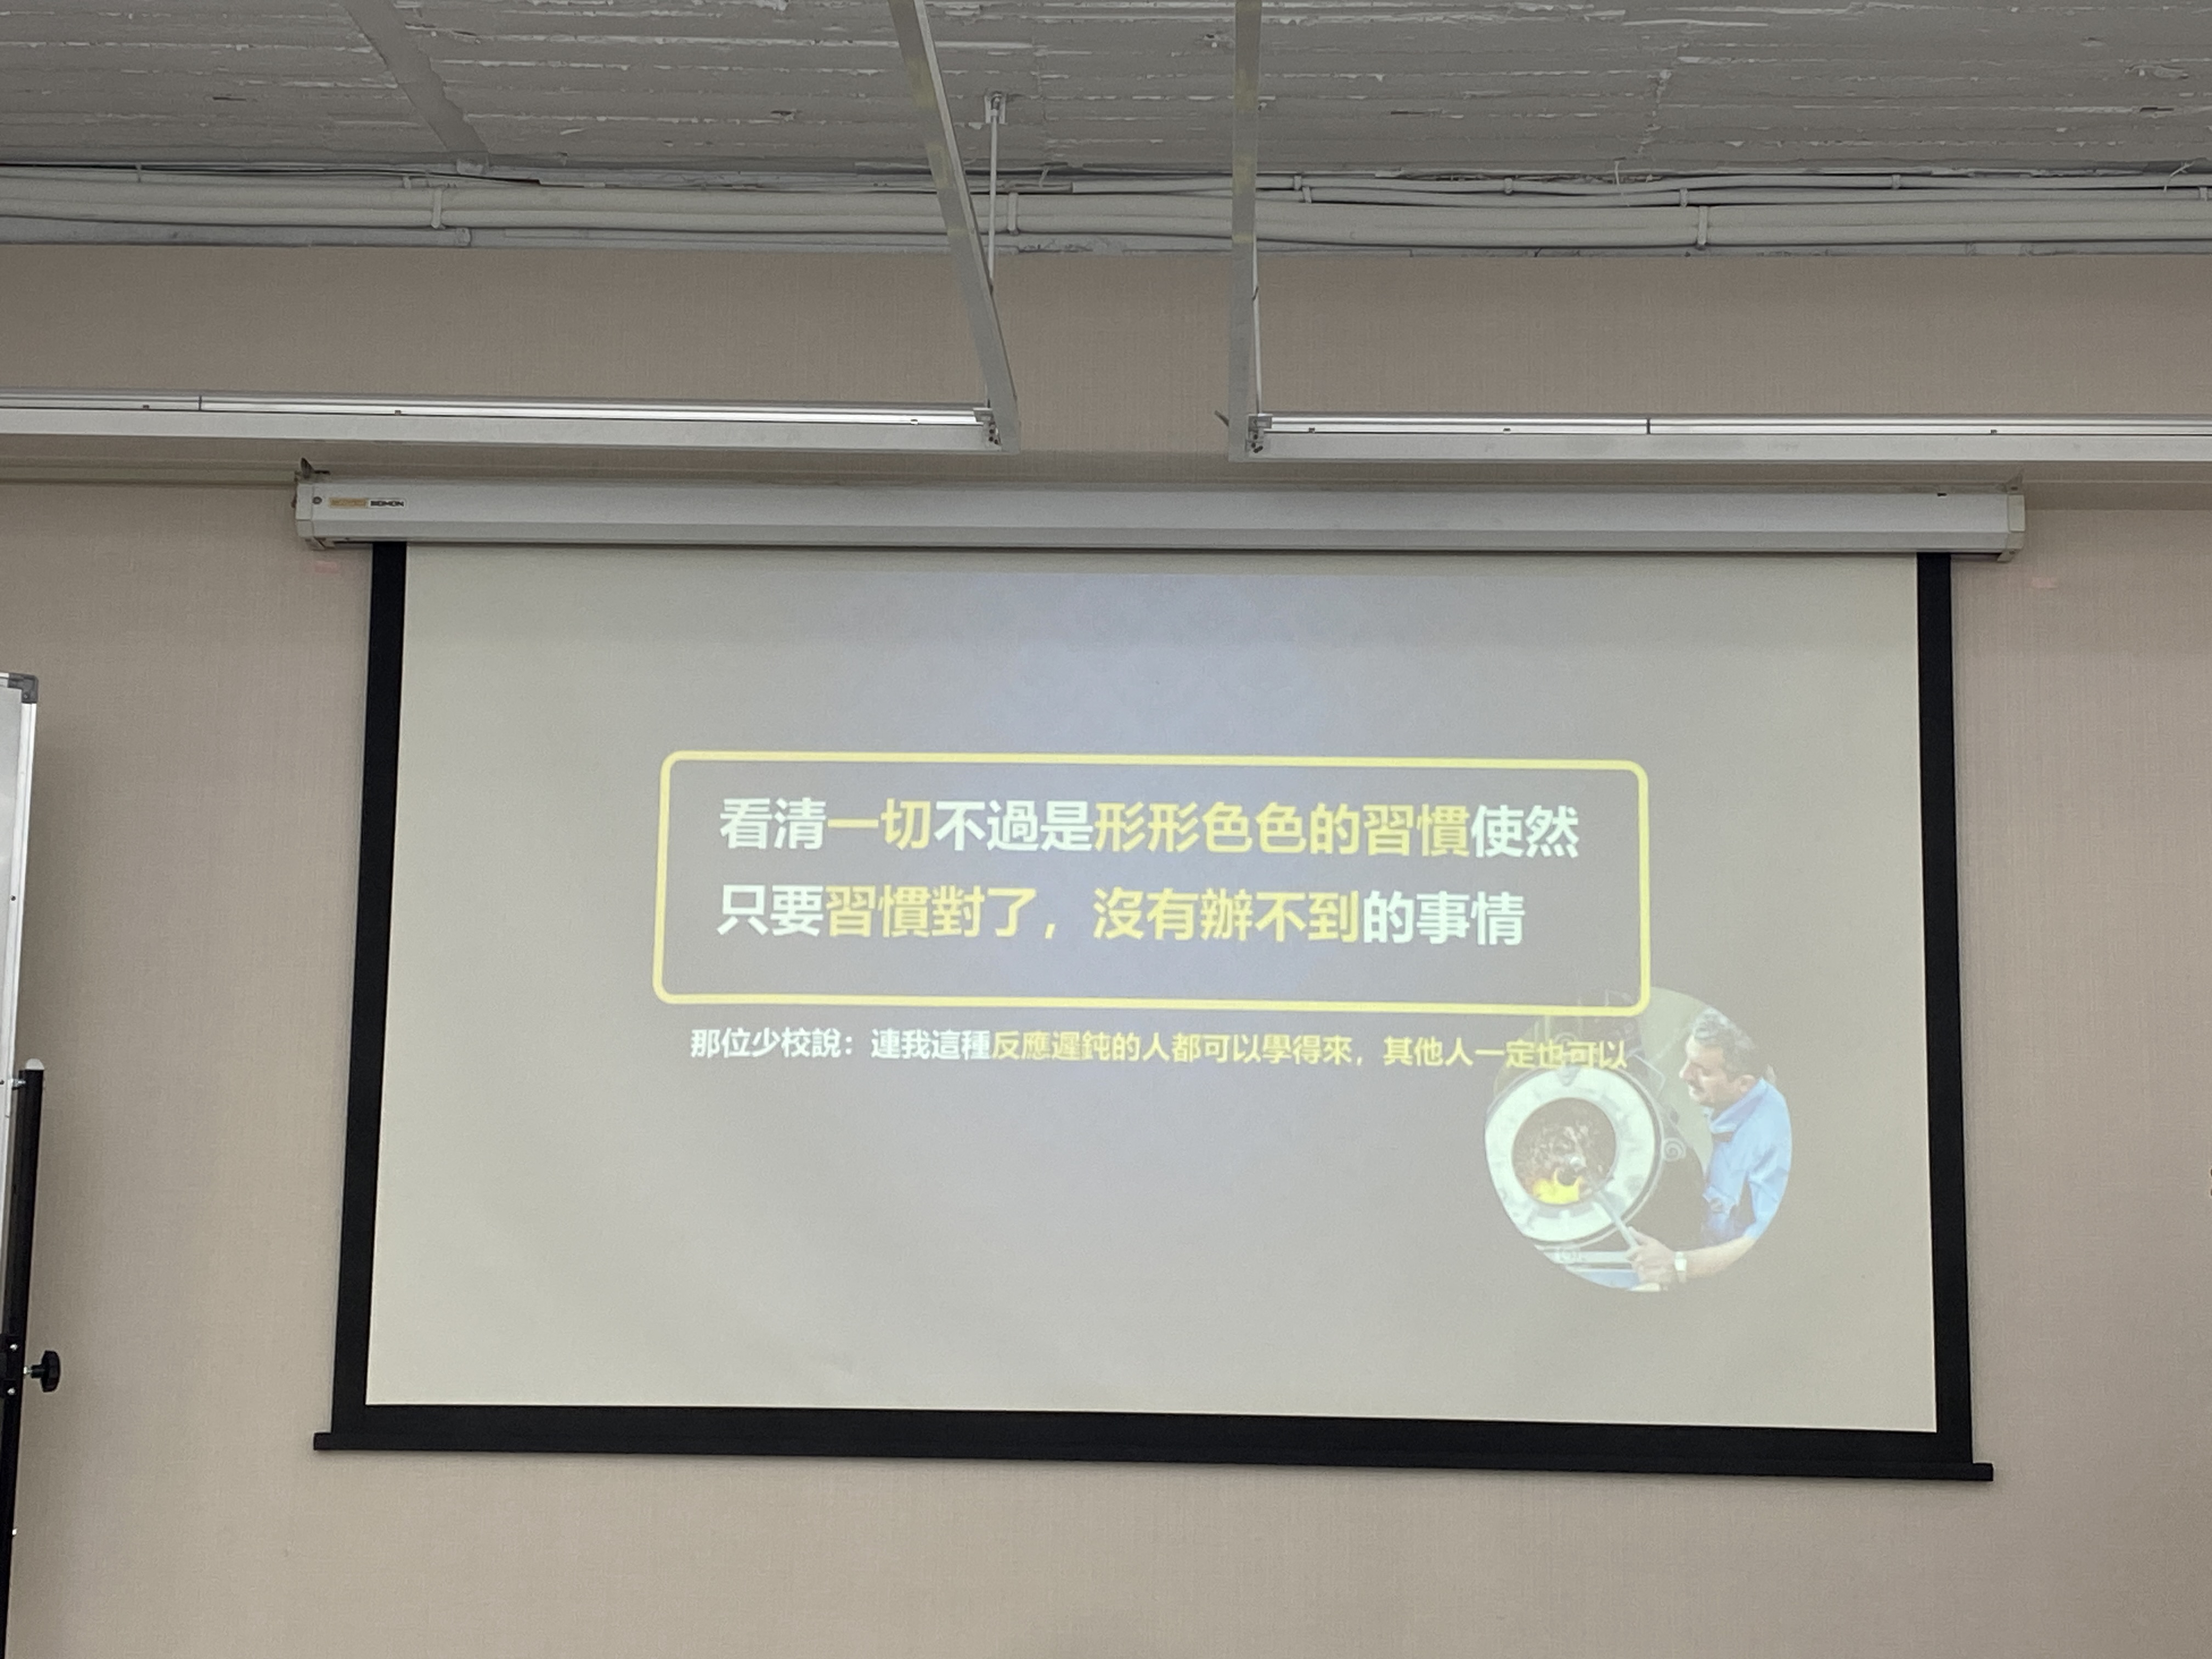 BEMON
看清一切不過是形形色色的習慣使然
只要習慣對了，沒有辦不到的事情
那位少校說：連我這種反應遲鈍的人都可以學得來，其他人一定也可以